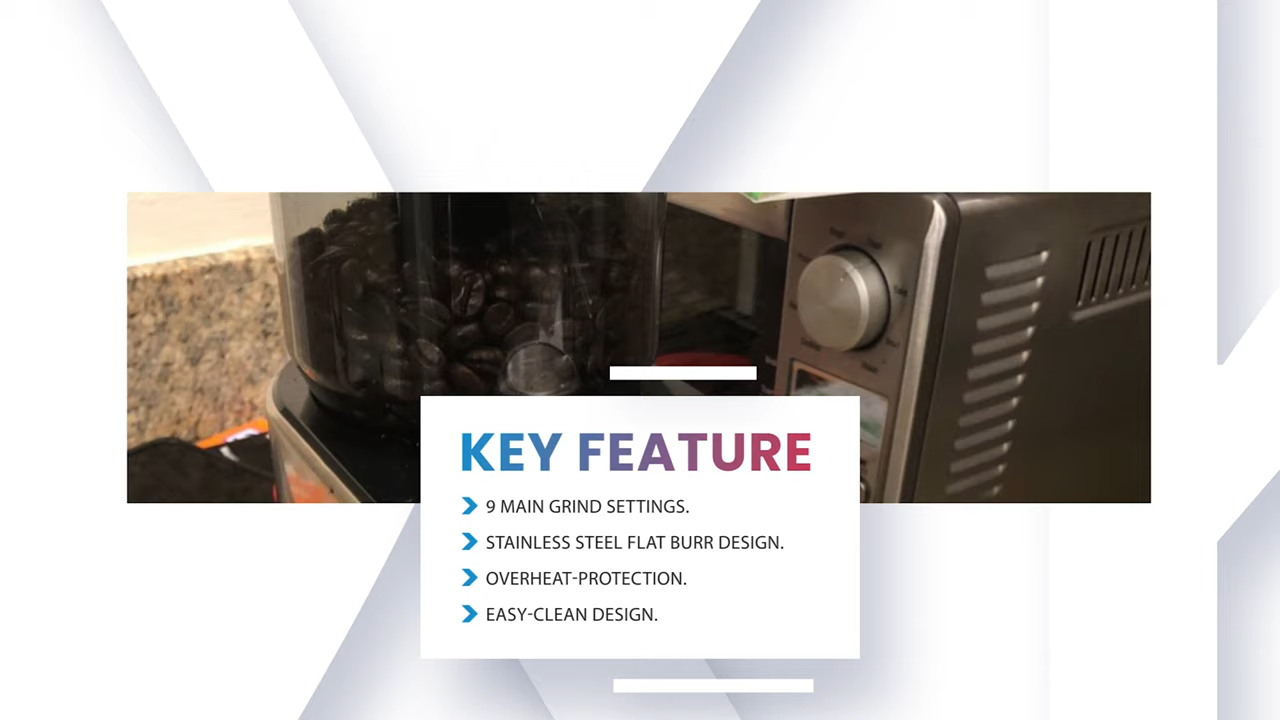 KEY FEATURE
9 MAIN GRIND SETTINGS.
STAINLESS STEEL FLAT BURR DESIGN.
OVERHEAT-PROTECTION.
EASY-CLEAN DESIGN.